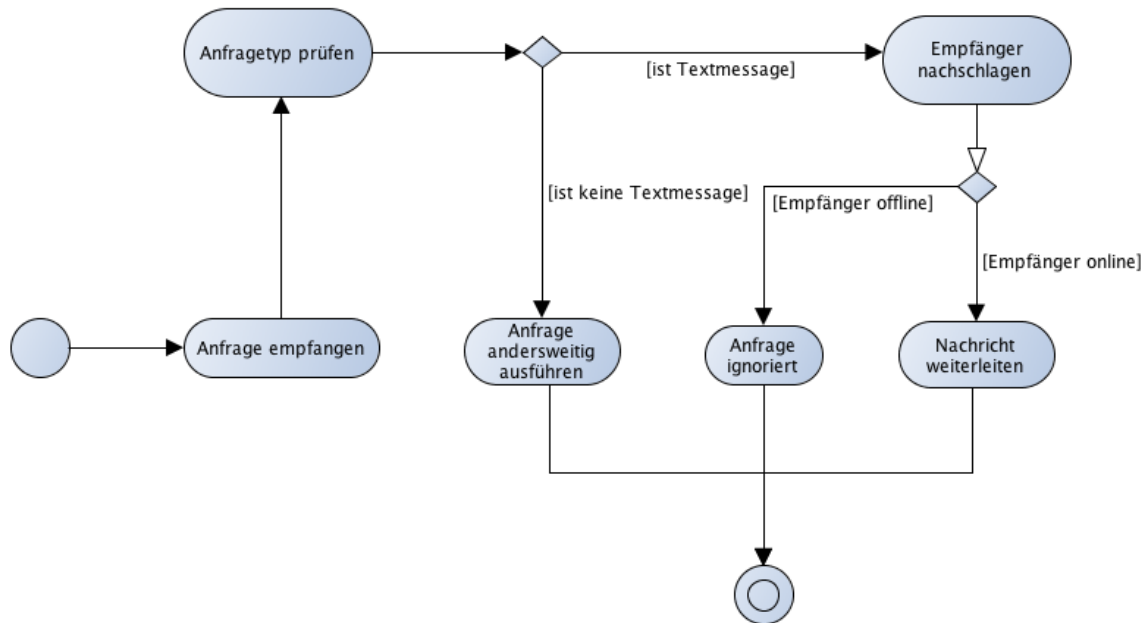 Anfragetyp prüfen
[ist Textmessage]
Empfänger
nachschlagen
[ist keine Textmessage]
[Empfänger offline]
[Empfänger online]
Anfrage empfangen
Anfrage
andersweitig
ausführen
Anfrage
ignoriert
Nachricht
weiterleiten